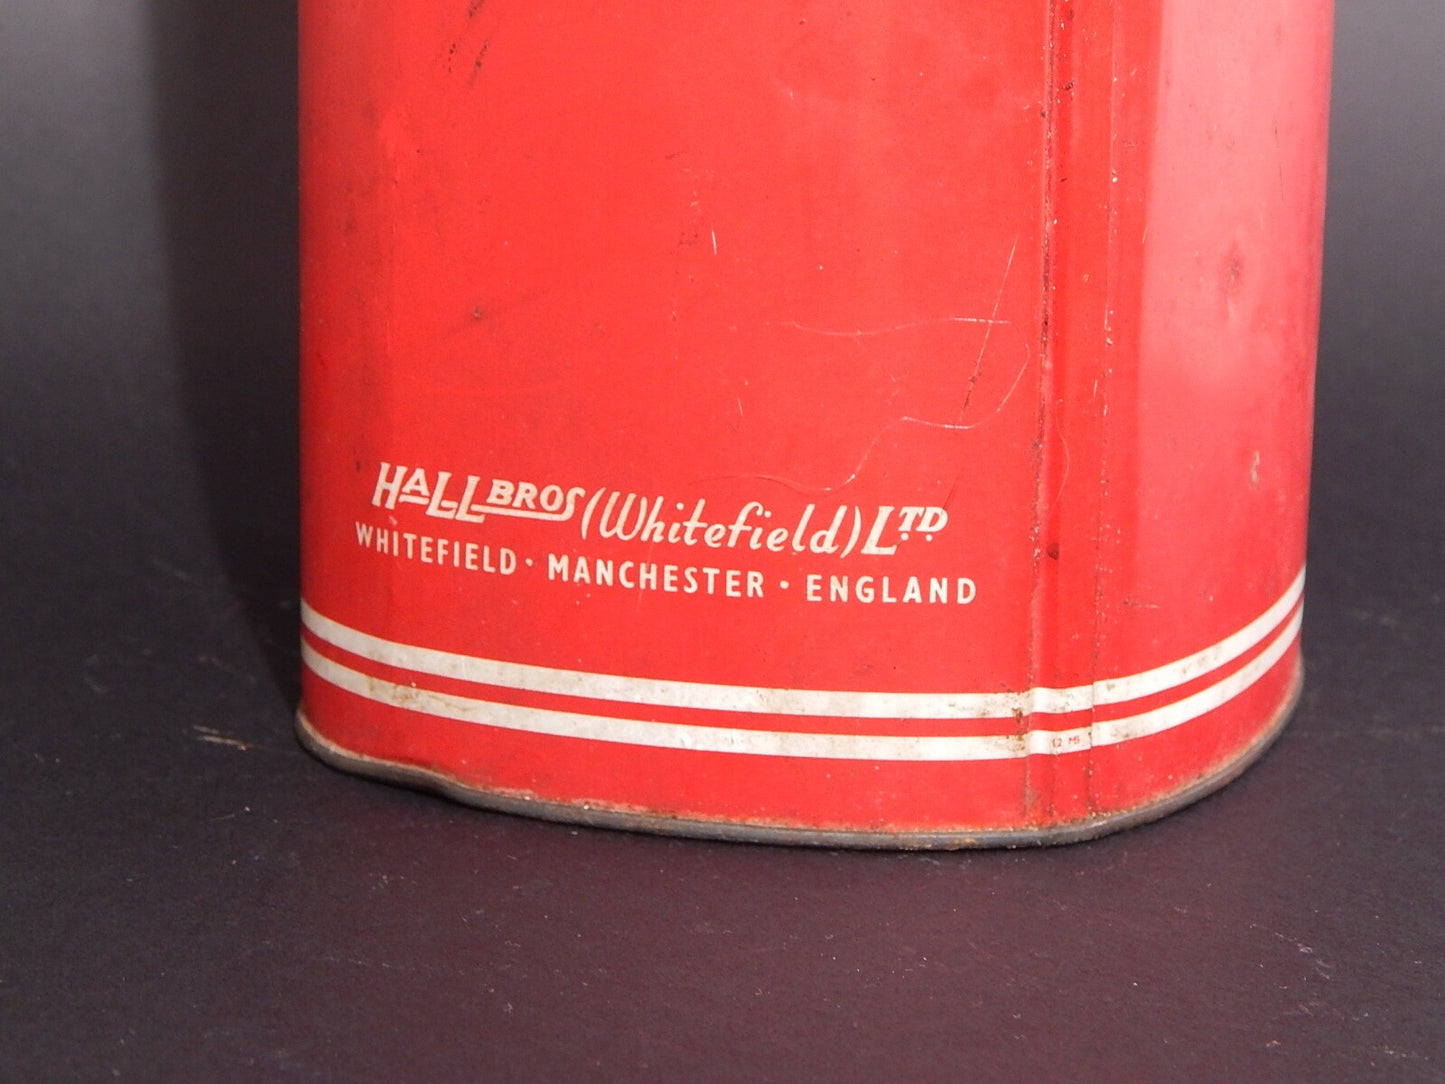 HALL BROS (Whitefield) LTD
WHITEFIELD · MANCHESTER · ENGLAND